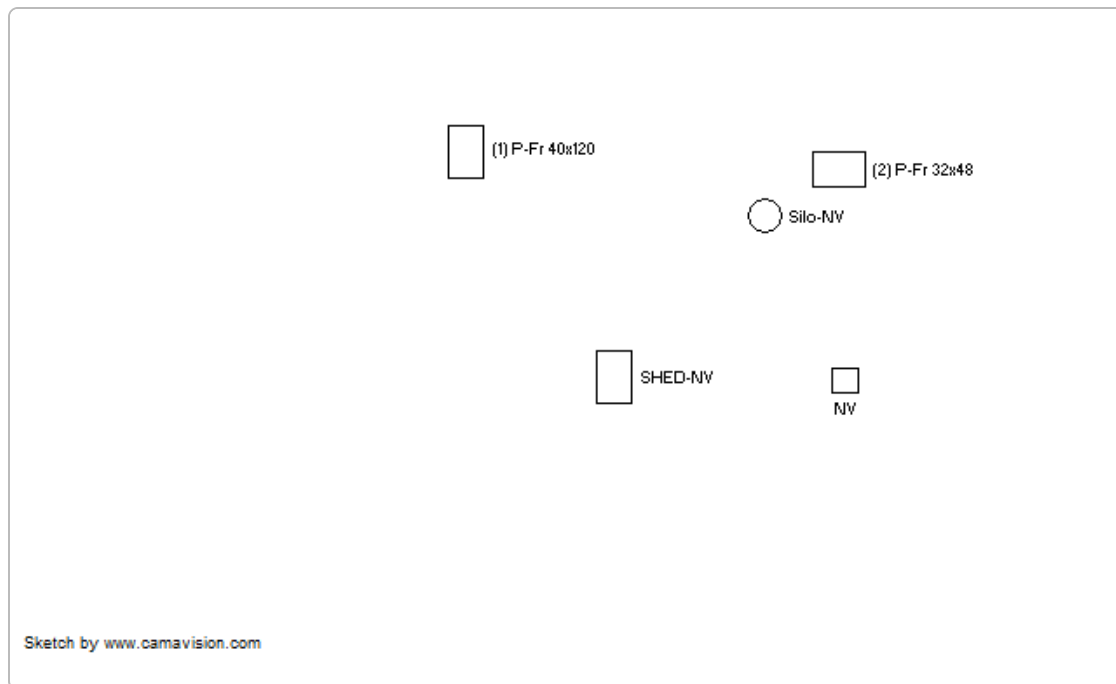 (1) P-Fr 40x120
(2) P-Fr 32x48
Silo-NV
SHED-NV
NV
Sketch by www.camavision.com